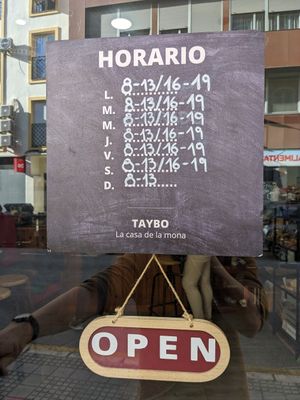 HORARIO
L. 8-13/16-19
M. 8-13/16-19
M. 8-13/16-19
J. 8-13/16-19
V. 8-13/16-19
S. 8-13/16-19
D. 8-13
TAYBO
La casa de la mona
OPEN